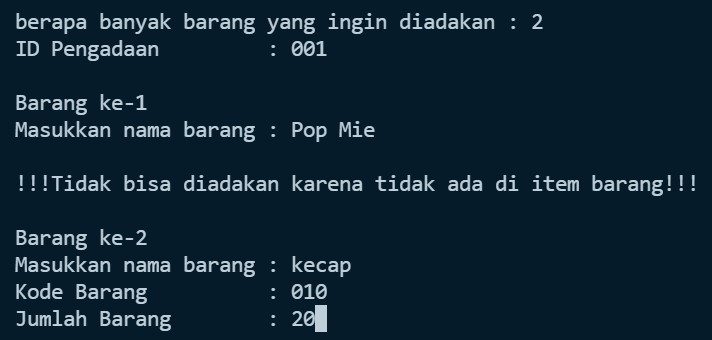 berapa banyak barang yang ingin diadakan : 2
ID Pengadaan : 001
Barang ke-1
Masukkan nama barang : Pop Mie
!!!Tidak bisa diadakan karena tidak ada di item barang!!!
Barang ke-2
Masukkan nama barang : kecap
Kode Barang : 010
Jumlah Barang : 20